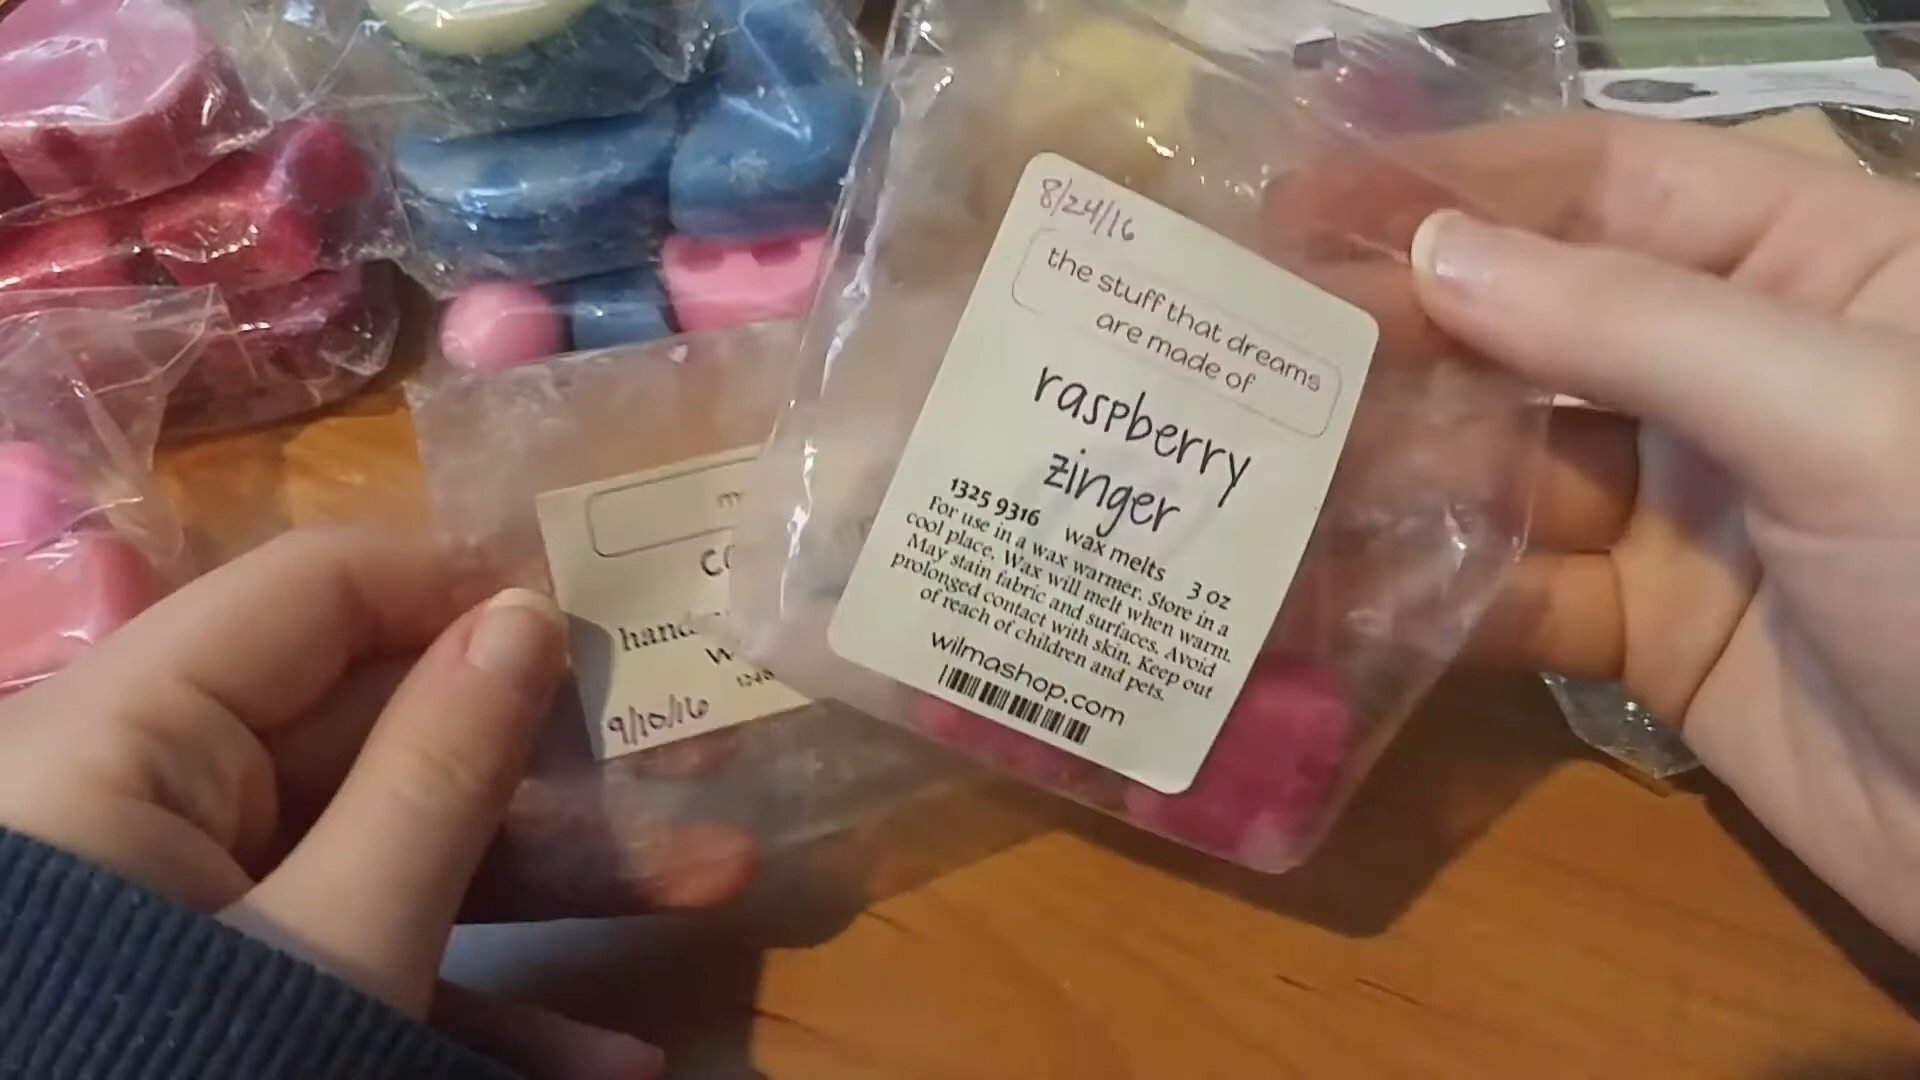 8/24/16
the stuff that dreams
are made of
raspberry
zinger
1325 9316 wax melts 3 oz
For use in a wax warmer. Store in a
cool place. Wax will melt when warm.
May stain fabric and surfaces. Avoid
prolonged contact with skin. Keep out
of reach of children and pets.
wilmashop.com
9/10/16